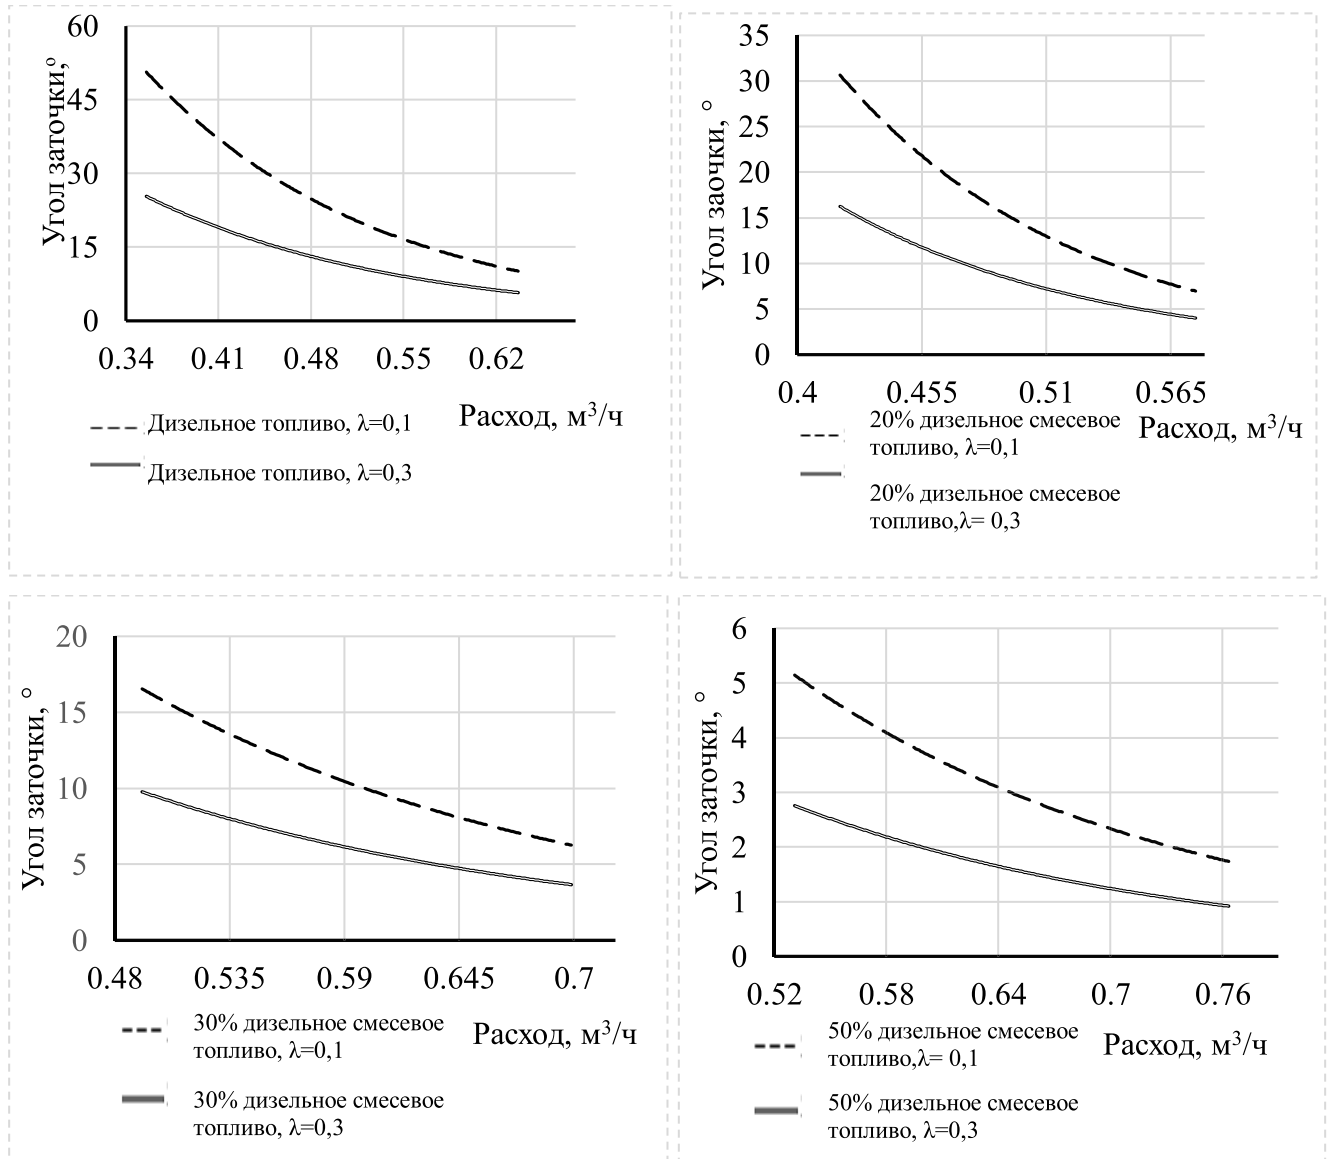 60
45
30
15
0
Угол заточки,°
0.34 0.41 0.48 0.55 0.62
Расход, м³/ч
Дизельное топливо, λ=0,1
Дизельное топливо, λ=0,3
35
30
25
20
15
10
5
0
Угол заочки, °
0.4 0.455 0.51 0.565
Расход, м³/ч
20% дизельное смесевое
топливо, λ=0,1
20% дизельное смесевое
топливо,λ= 0,3
20
15
10
5
0
Угол заточки, °
0.48 0.535 0.59 0.645 0.7
Расход, м³/ч
30% дизельное смесевое
топливо, λ=0,1
30% дизельное смесевое
топливо, λ=0,3
6
5
4
3
2
1
0
Угол заточки, °
0.52 0.58 0.64 0.7 0.76
Расход, м³/ч
50% дизельное смесевое
топливо,λ= 0,1
50% дизельное смесевое
топливо, λ=0,3